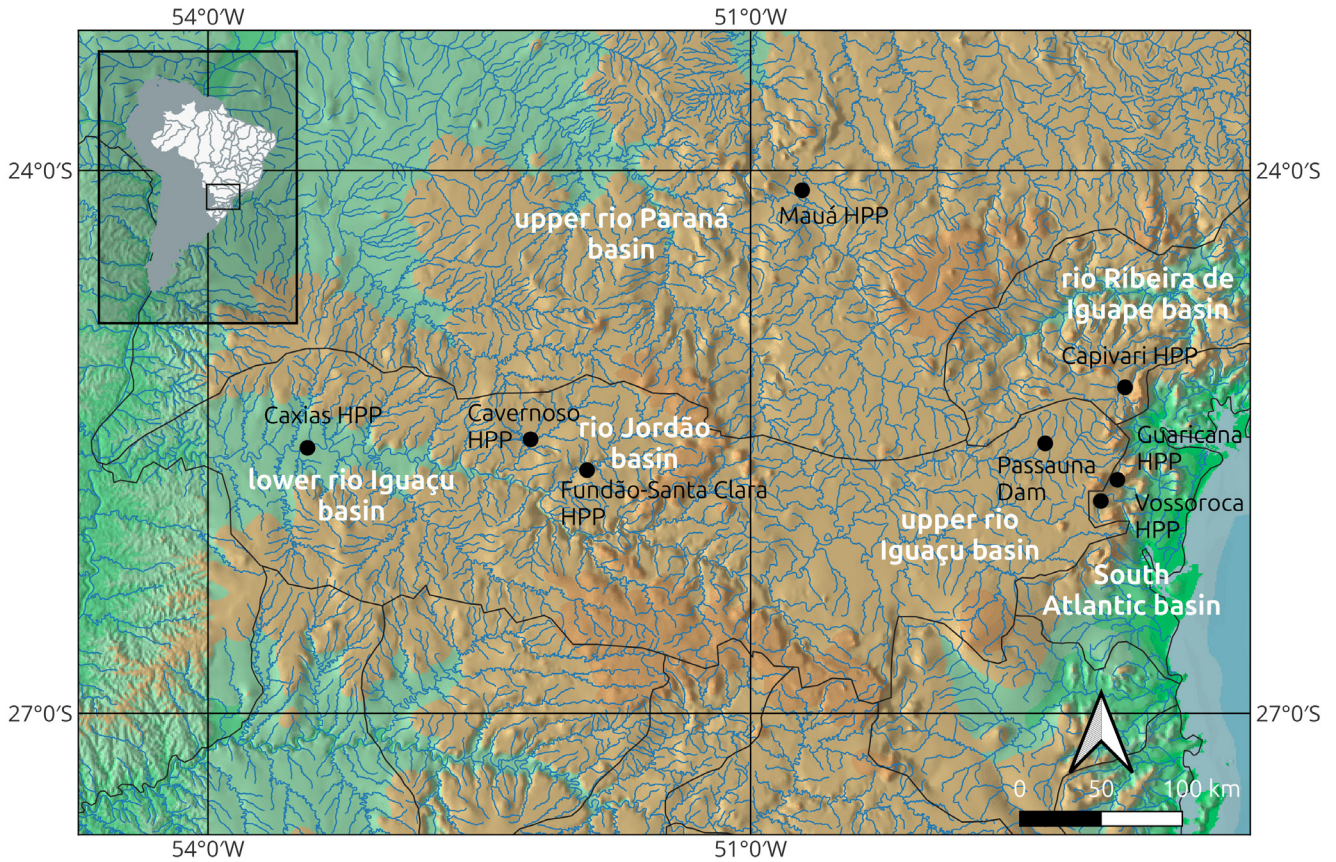 54°0'W
51°0'W
24°0'S
24°0'S
upper rio Paraná
basin
Mauá HPP
rio Ribeira de
Iguape basin
Capivari HPP
Caxias HPP
Cavernoso
HPP
rio Jordão
basin
Guaricana
HPP
Passauna
Dam
lower rio Iguaçu
basin
Fundão-Santa Clara
HPP
Vossoroca
HPP
upper rio
Iguaçu basin
South
Atlantic basin
27°0'S
27°0'S
0 50 100 km
54°0'W
51°0'W